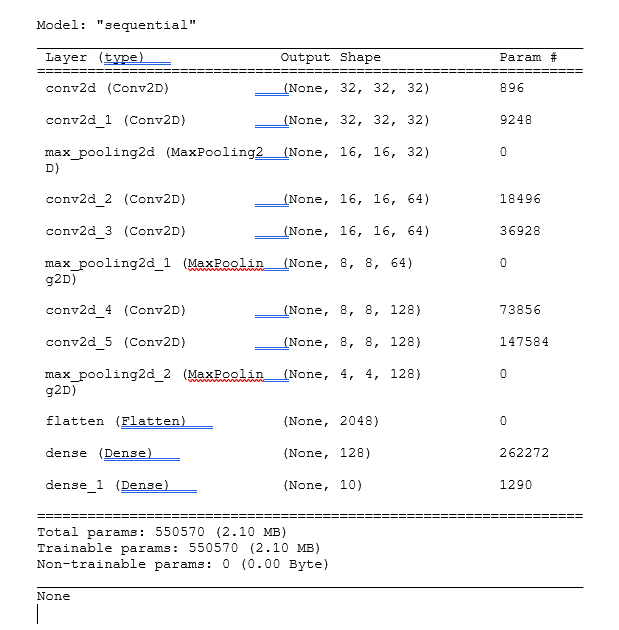 Model: "sequential"
Layer (type) Output Shape Param #
=================================================================
conv2d (Conv2D) (None, 32, 32, 32) 896
conv2d_1 (Conv2D) (None, 32, 32, 32) 9248
max_pooling2d (MaxPooling2 (None, 16, 16, 32) 0
D)
conv2d_2 (Conv2D) (None, 16, 16, 64) 18496
conv2d_3 (Conv2D) (None, 16, 16, 64) 36928
max_pooling2d_1 (MaxPoolin (None, 8, 8, 64) 0
g2D)
conv2d_4 (Conv2D) (None, 8, 8, 128) 73856
conv2d_5 (Conv2D) (None, 8, 8, 128) 147584
max_pooling2d_2 (MaxPoolin (None, 4, 4, 128) 0
g2D)
flatten (Flatten) (None, 2048) 0
dense (Dense) (None, 128) 262272
dense_1 (Dense) (None, 10) 1290
=================================================================
Total params: 550570 (2.10 MB)
Trainable params: 550570 (2.10 MB)
Non-trainable params: 0 (0.00 Byte)
None